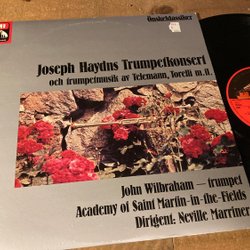 Önskeklassiker
Joseph Haydns Trumpetkonsert
och trumpetmusik av Telemann, Torelli m.fl.
John Wilbraham — trumpet
Academy of Saint Martin-in-the-Fields
Dirigent: Neville Marriner